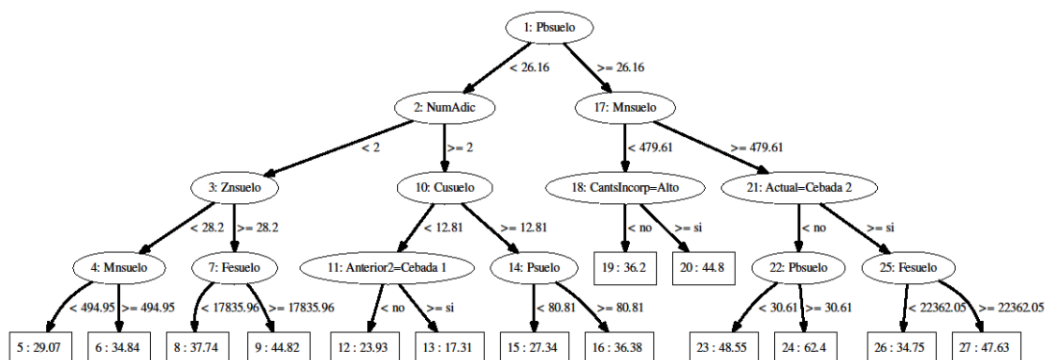 1: Pbsuelo
< 26.16 >= 26.16
2: NumAdic 17: Mnsuelo
< 2 >= 2 < 479.61 >= 479.61
3: Znsuelo 10: Cusuelo 18: CantsIncorp=Alto 21: Actual=Cebada 2
< 28.2 >= 28.2 < 12.81 >= 12.81 < no >= si < no >= si
4: Mnsuelo 7: Fesuelo 11: Anterior2=Cebada 1 14: Psuelo 19 : 36.2 20 : 44.8 22: Pbsuelo 25: Fesuelo
< 494.95 >= 494.95 < 17835.96 >= 17835.96 < no >= si < 80.81 >= 80.81 < 30.61 >= 30.61 < 22362.05 >= 22362.05
5 : 29.07 6 : 34.84 8 : 37.74 9 : 44.82 12 : 23.93 13 : 17.31 15 : 27.34 16 : 36.38 23 : 48.55 24 : 62.4 26 : 34.75 27 : 47.63